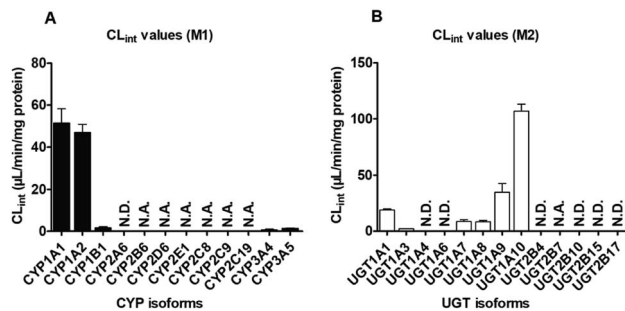 A
CLint values (M1)
CLint (µL/min/mg protein)
80
60
40
20
0
N.D.
N.A.
N.A.
N.A.
N.A.
N.A.
N.A.
CYP1A1
CYP1A2
CYP1B1
CYP2A6
CYP2B6
CYP2D6
CYP2E1
CYP2C8
CYP2C9
CYP2C19
CYP3A4
CYP3A5
CYP isoforms
B
CLint values (M2)
CLint (µL/min/mg protein)
150
100
50
0
N.D.
N.D.
N.D.
N.A.
N.D.
N.D.
N.D.
UGT1A1
UGT1A3
UGT1A4
UGT1A6
UGT1A7
UGT1A8
UGT1A9
UGT1A10
UGT2B4
UGT2B7
UGT2B10
UGT2B15
UGT2B17
UGT isoforms